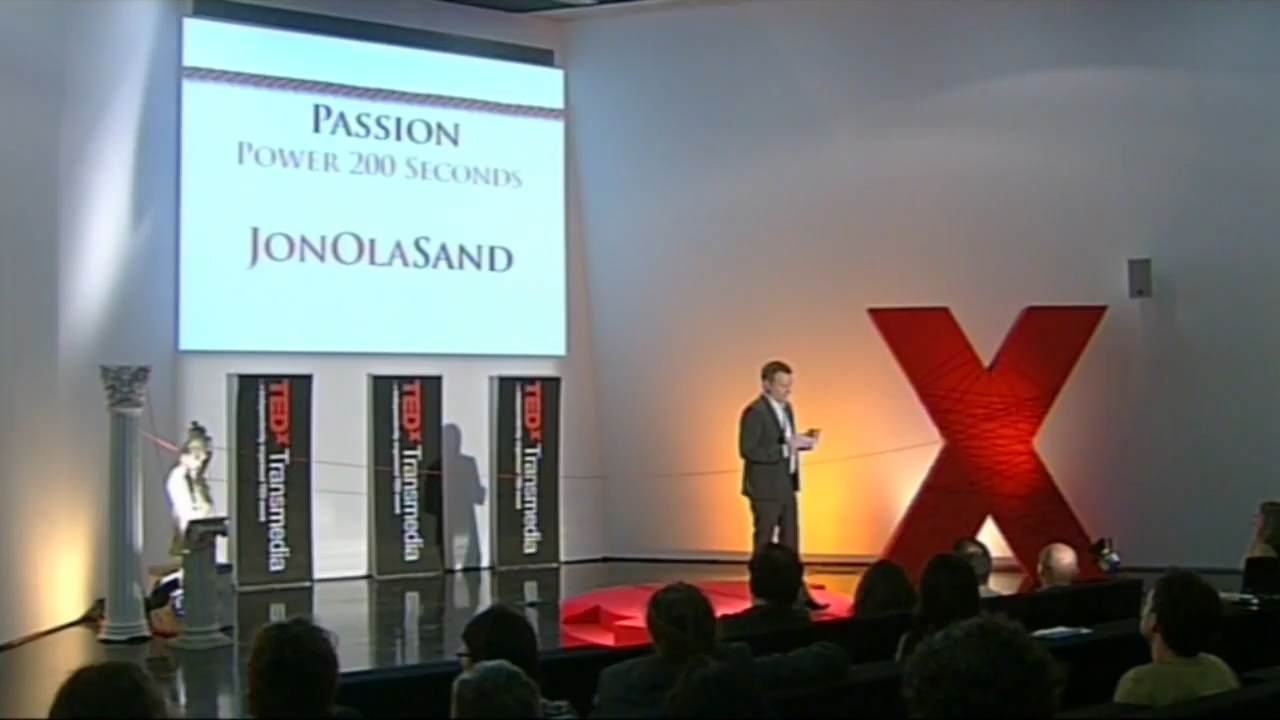 PASSION
POWER 200 SECONDS
JONOLASAND
TEDx Transmedia
TEDx Transmedia
TEDx Transmedia
X